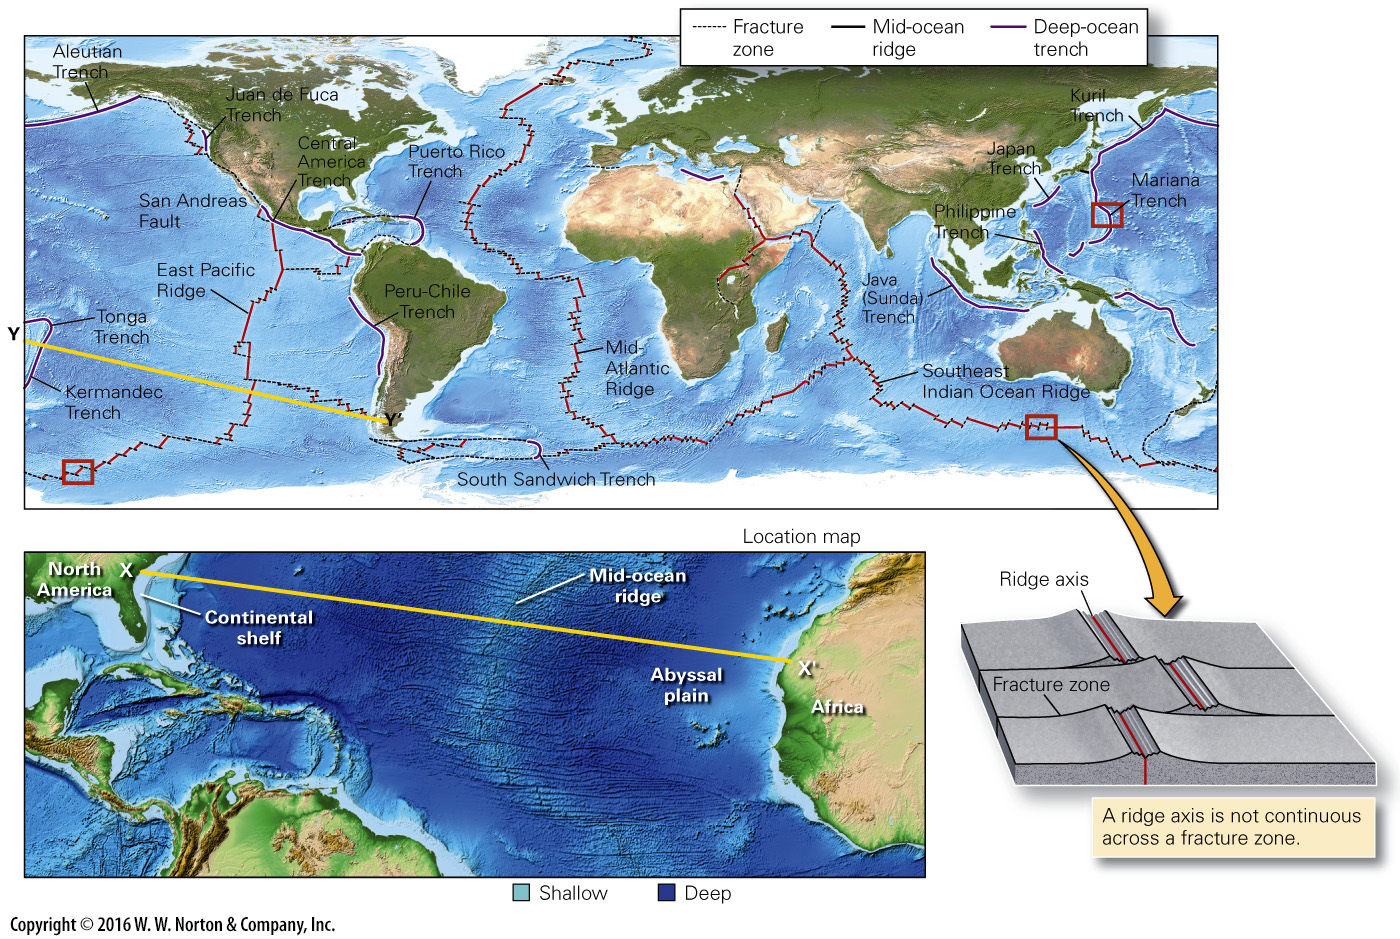 Fracture
zone
Mid-ocean
ridge
Deep-ocean
trench
Aleutian
Trench
Juan de Fuca
Trench
Central
America
Trench
Puerto Rico
Trench
San Andreas
Fault
East Pacific
Ridge
Peru-Chile
Trench
Y
Tonga
Trench
Kermandec
Trench
Y'
Mid-
Atlantic
Ridge
South Sandwich Trench
Kuril
Trench
Japan
Trench
Mariana
Trench
Philippine
Trench
Java
(Sunda)
Trench
Southeast
Indian Ocean Ridge
Location map
North
America
X
Continental
shelf
Mid-ocean
ridge
Abyssal
plain
X'
Africa
Shallow
Deep
Ridge axis
Fracture zone
A ridge axis is not continuous
across a fracture zone.
Copyright © 2016 W. W. Norton & Company, Inc.